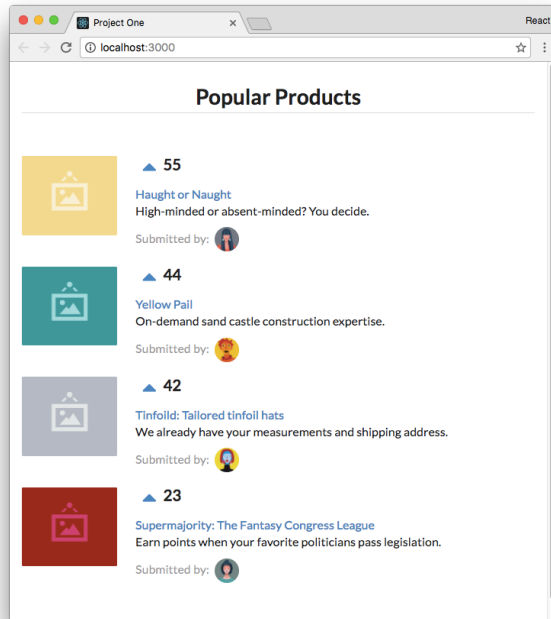 Project One
React
localhost:3000
Popular Products
55
Haught or Naught
High-minded or absent-minded? You decide.
Submitted by:
44
Yellow Pail
On-demand sand castle construction expertise.
Submitted by:
42
Tinfoild: Tailored tinfoil hats
We already have your measurements and shipping address.
Submitted by:
23
Supermajority: The Fantasy Congress League
Earn points when your favorite politicians pass legislation.
Submitted by: